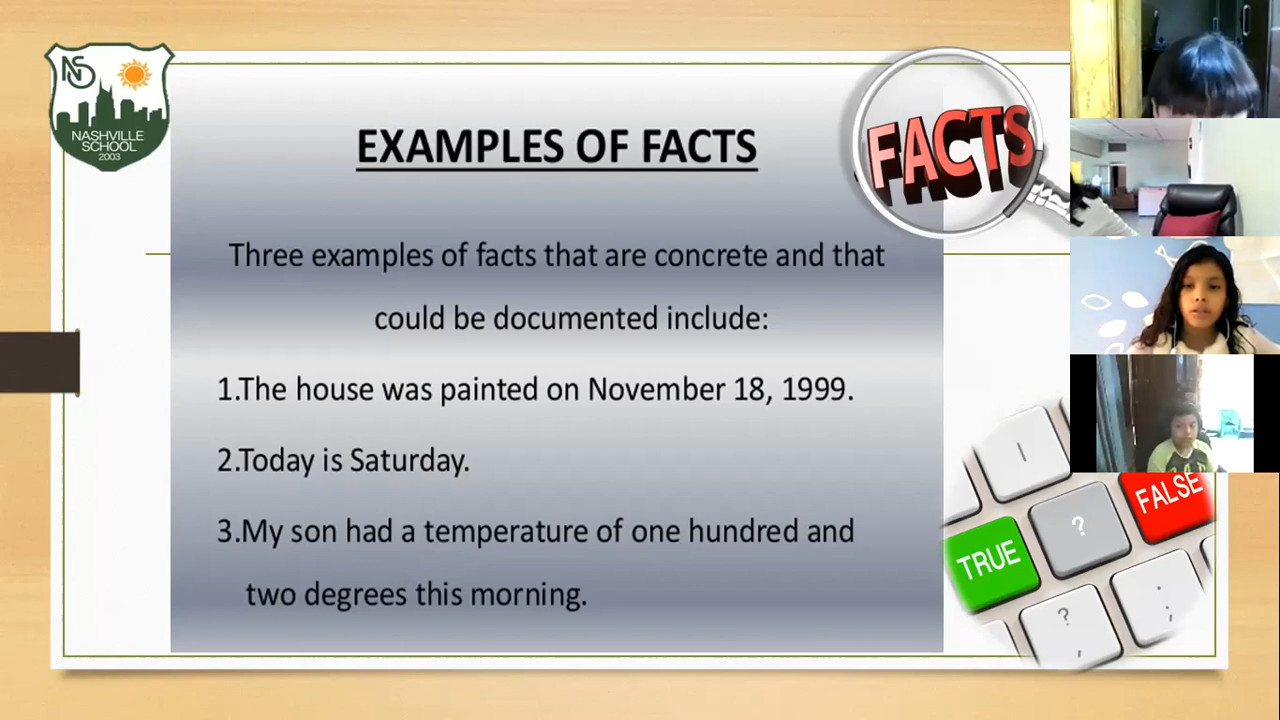 NS
NASHVILLE
SCHOOL
2003
EXAMPLES OF FACTS
FACTS
Three examples of facts that are concrete and that
could be documented include:
1.The house was painted on November 18, 1999.
2.Today is Saturday.
3.My son had a temperature of one hundred and
two degrees this morning.
FALSE
TRUE